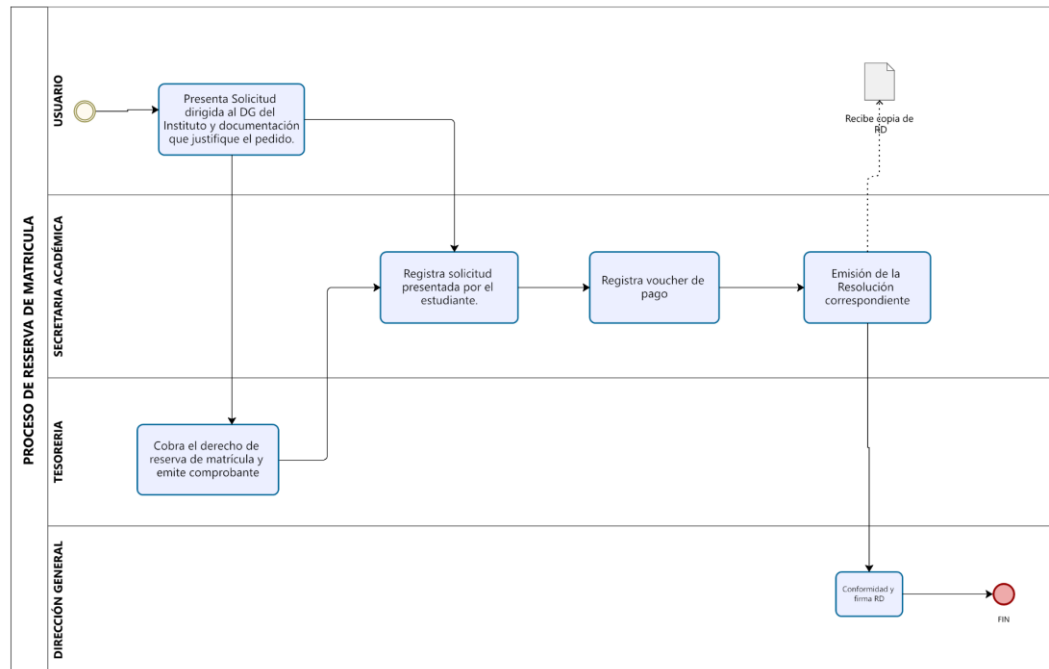 PROCESO DE RESERVA DE MATRICULA
USUARIO
Presenta Solicitud
dirigida al DG del
Instituto y documentación
que justifique el pedido.
Recibe copia de
RD
SECRETARIA ACADÉMICA
Registra solicitud
presentada por el
estudiante.
Registra voucher de
pago
Emisión de la
Resolución
correspondiente
TESORERIA
Cobra el derecho de
reserva de matrícula y
emite comprobante
DIRECCIÓN GENERAL
Conformidad y
firma RD
FIN